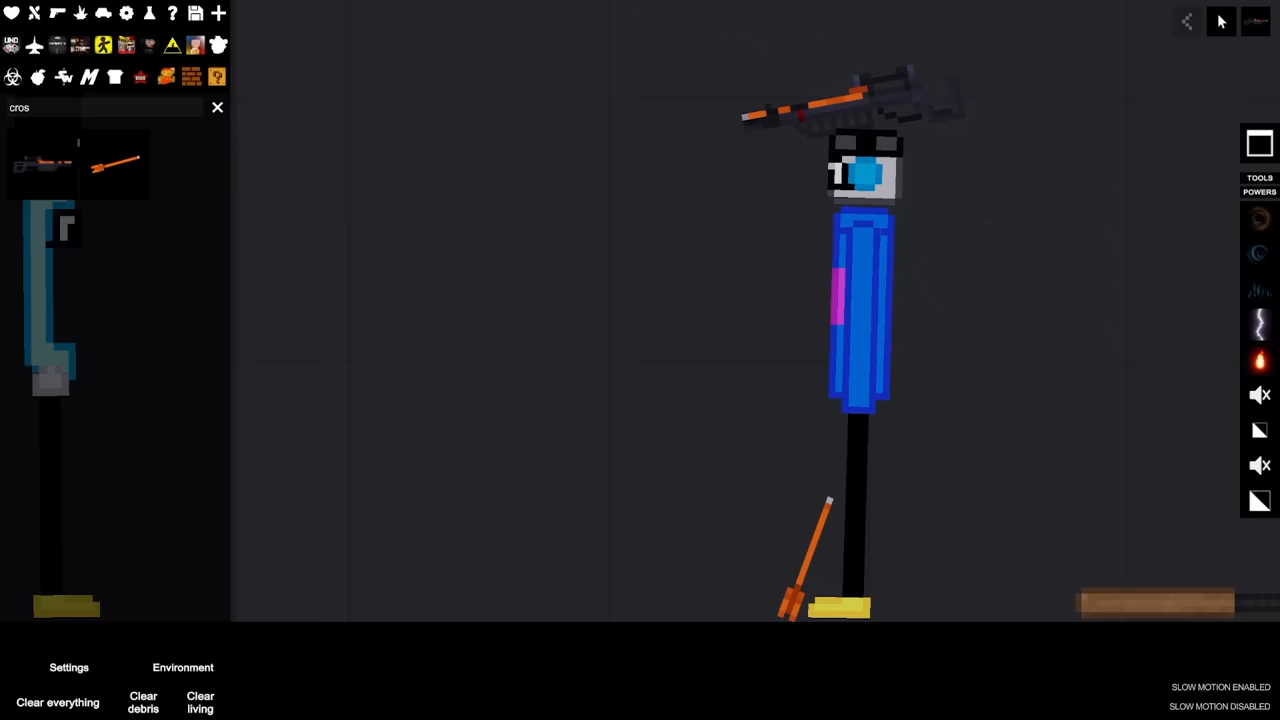 cros
TOOLS
POWERS
Settings
Environment
Clear everything
Clear
debris
Clear
living
SLOW MOTION ENABLED
SLOW MOTION DISABLED